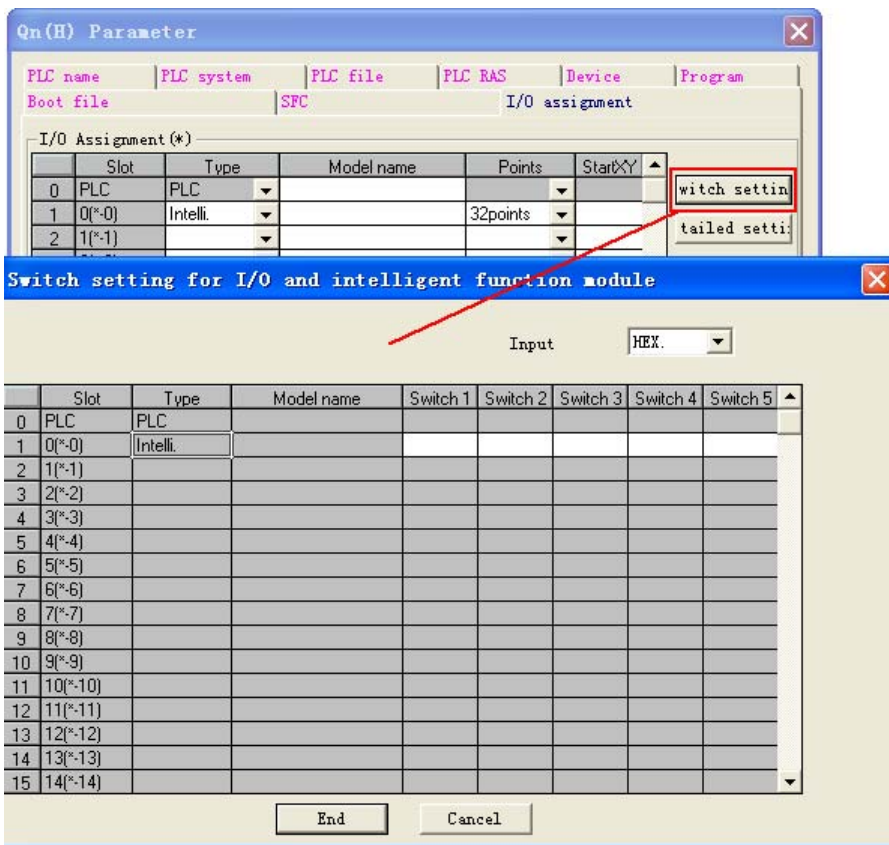 Qn(H) Parameter
PLC name PLC system PLC file PLC RAS Device Program
Boot file SFC I/O assignment
I/O Assignment(*)
Slot Type Model name Points StartXY
0 PLC PLC
1 0(*-0) Intelli. 32points
2 1(*-1)
witch settin
tailed setti
Switch setting for I/O and intelligent function module
Input HEX.
Slot Type Model name Switch 1 Switch 2 Switch 3 Switch 4 Switch 5
0 PLC PLC
1 0(*-0) Intelli.
2 1(*-1)
3 2(*-2)
4 3(*-3)
5 4(*-4)
6 5(*-5)
7 6(*-6)
8 7(*-7)
9 8(*-8)
10 9(*-9)
11 10(*-10)
12 11(*-11)
13 12(*-12)
14 13(*-13)
15 14(*-14)
End Cancel